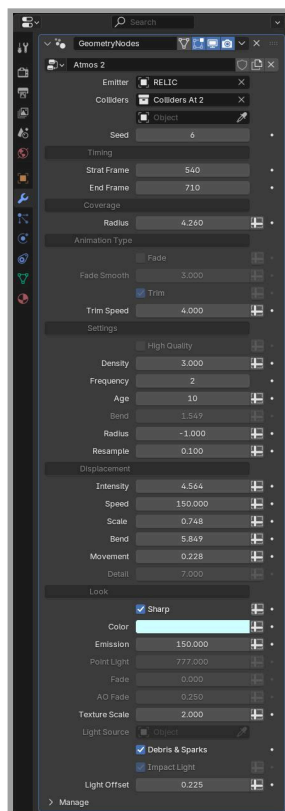 Search
GeometryNodes
Atmos 2
Emitter RELIC
Colliders Colliders At 2
Object
Seed 6
Timing
Strat Frame 540
End Frame 710
Coverage
Radius 4.260
Animation Type
Fade
Fade Smooth 3.000
Trim
Trim Speed 4.000
Settings
High Quality
Density 3.000
Frequency 2
Age 10
Bend 1.549
Radius -1.000
Resample 0.100
Displacement
Intensity 4.564
Speed 150.000
Scale 0.748
Bend 5.849
Movement 0.228
Detail 7.000
Look
Sharp
Color
Emission 150.000
Point Light 777.000
Fade 0.000
AO Fade 0.250
Texture Scale 2.000
Light Source Object
Debris & Sparks
Impact Light
Light Offset 0.225
Manage